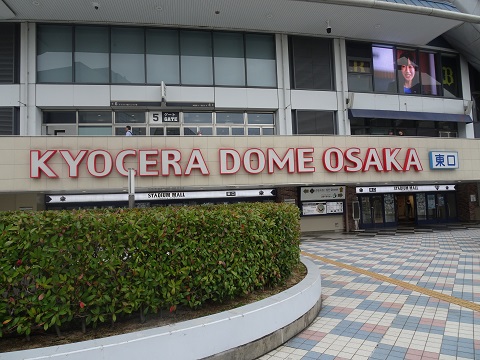 5
GATE
KYOCERA DOME OSAKA
東口
STADIUM MALL
STADIUM MALL